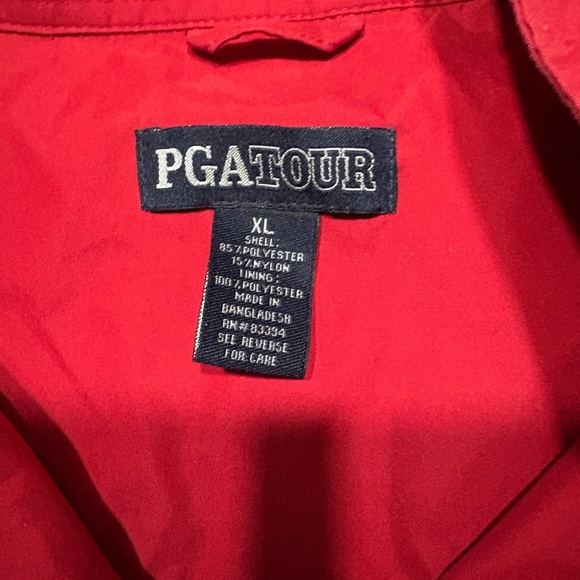 PGATOUR
XL
SHELL:
85%POLYESTER
15%NYLON
LINING:
100%POLYESTER
MADE IN
BANGLADESH
RN#83394
SEE REVERSE
FOR CARE